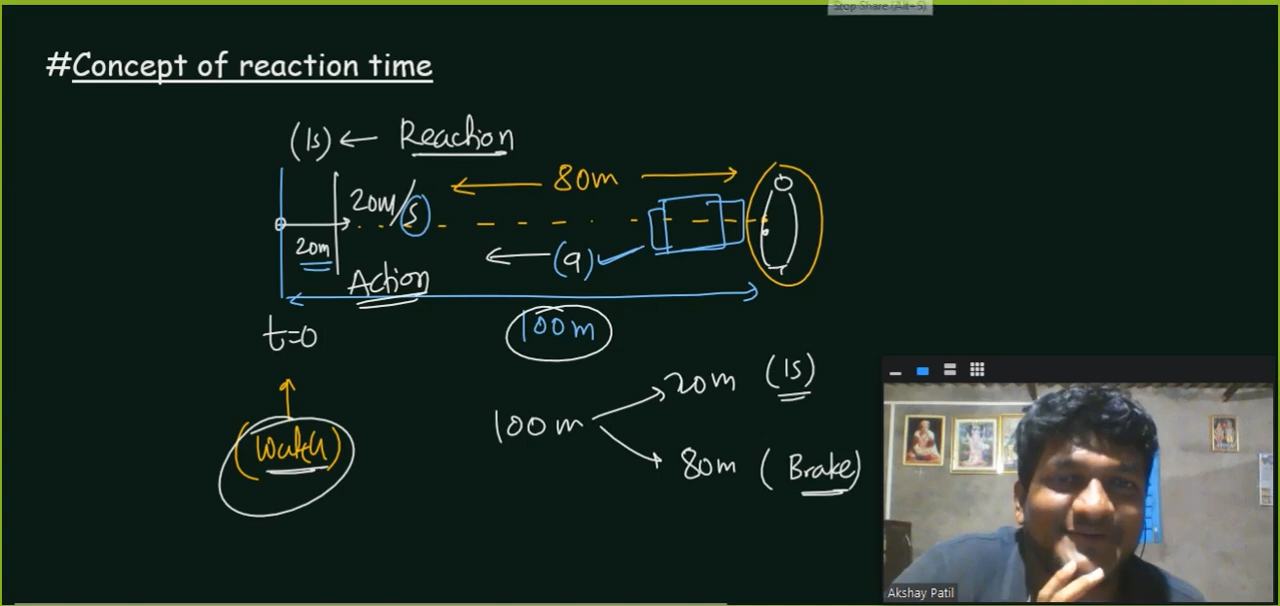 Stop Share (Alt+S)
#Concept of reaction time
(1s) ← Reaction
80m
20m/s
20m
(a)
Action
100m
t=0
20m (1s)
100m
(watch)
80m (Brake)
Akshay Patil